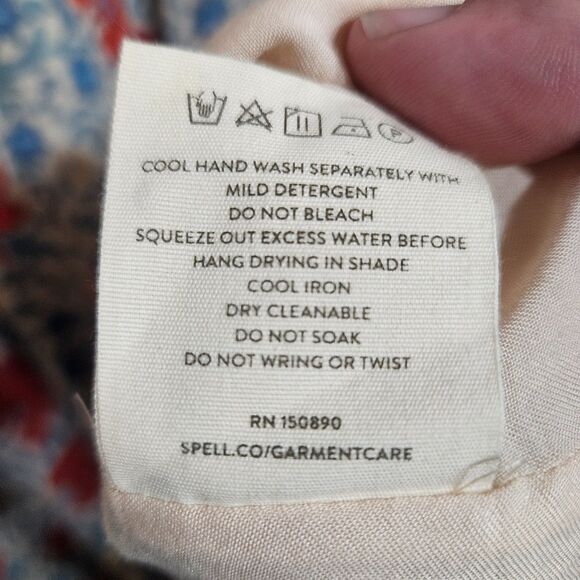 COOL HAND WASH SEPARATELY WITH
MILD DETERGENT
DO NOT BLEACH
SQUEEZE OUT EXCESS WATER BEFORE
HANG DRYING IN SHADE
COOL IRON
DRY CLEANABLE
DO NOT SOAK
DO NOT WRING OR TWIST
RN 150890
SPELL.CO/GARMENTCARE